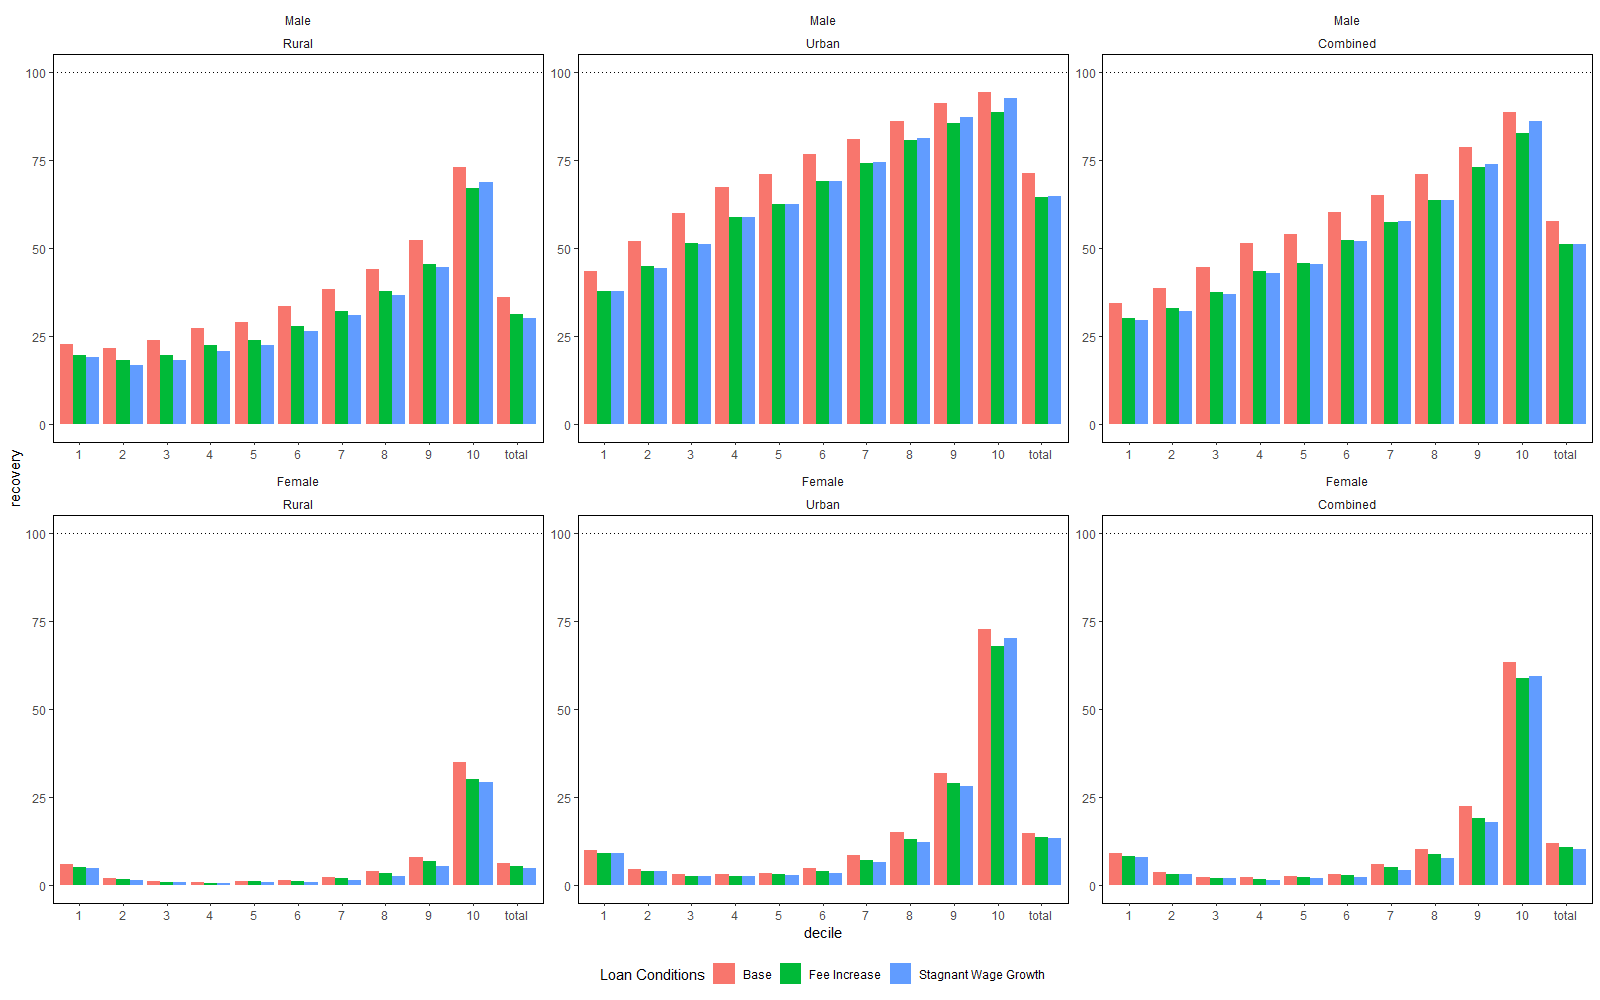 Male Male Male
Rural Urban Combined
100 100 100
75 75 75
50 50 50
25 25 25
0 0 0
1 2 3 4 5 6 7 8 9 10 total 1 2 3 4 5 6 7 8 9 10 total 1 2 3 4 5 6 7 8 9 10 total
recovery
Female Female Female
Rural Urban Combined
100 100 100
75 75 75
50 50 50
25 25 25
0 0 0
1 2 3 4 5 6 7 8 9 10 total 1 2 3 4 5 6 7 8 9 10 total 1 2 3 4 5 6 7 8 9 10 total
decile
Loan Conditions Base Fee Increase Stagnant Wage Growth